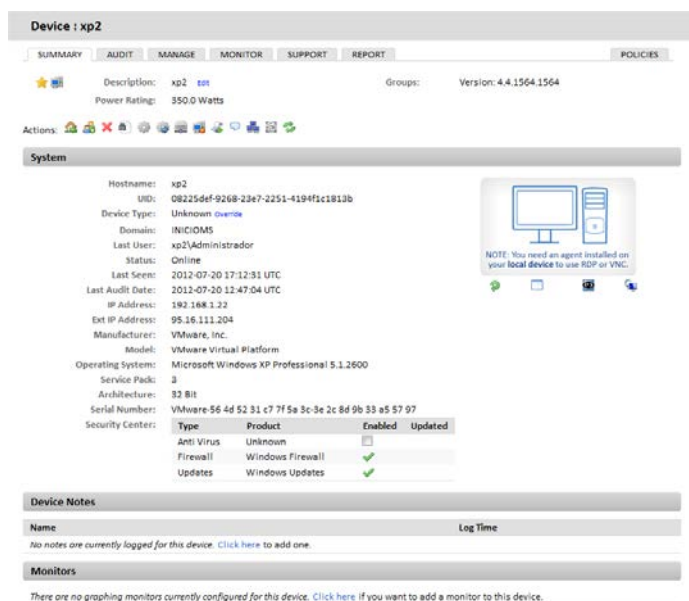 Device : xp2
SUMMARY AUDIT MANAGE MONITOR SUPPORT REPORT POLICIES
Description: xp2 Edit Groups: Version: 4.4.1564.1564
Power Rating: 350.0 Watts
Actions:
System
Hostname: xp2
UID: 08225def-9268-23e7-2251-4194f1c1813b
Device Type: Unknown Override
Domain: INICIOMS
Last User: xp2\Administrador
Status: Online
Last Seen: 2012-07-20 17:12:31 UTC
Last Audit Date: 2012-07-20 12:47:04 UTC
IP Address: 192.168.1.22
Ext IP Address: 95.16.111.204
Manufacturer: VMware, Inc.
Model: VMware Virtual Platform
Operating System: Microsoft Windows XP Professional 5.1.2600
Service Pack: 3
Architecture: 32 Bit
Serial Number: VMware-56 4d 52 31 c7 7f 5a 3c-3e 2c 8d 9b 33 a5 57 97
NOTE: You need an agent installed on
your local device to use RDP or VNC.
Security Center: Type Product Enabled Updated
Anti Virus Unknown
Firewall Windows Firewall
Updates Windows Updates
Device Notes
Name Log Time
No notes are currently logged for this device. Click here to add one.
Monitors
There are no graphing monitors currently configured for this device. Click here if you want to add a monitor to this device.